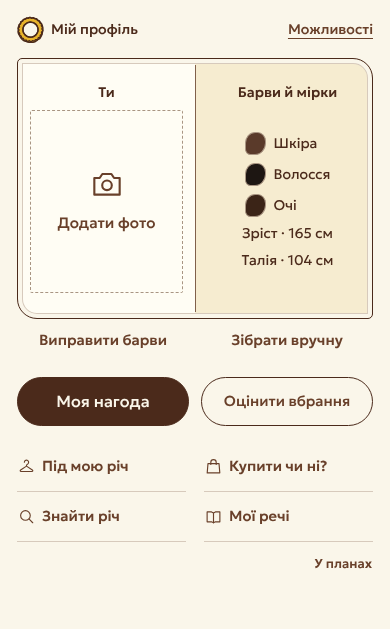 Мій профіль
Можливості
Ти
Барви й мірки
Додати фото
Шкіра
Волосся
Очі
Зріст · 165 см
Талія · 104 см
Виправити барви
Зібрати вручну
Моя нагода
Оцінити вбрання
Під мою річ
Купити чи ні?
Знайти річ
Мої речі
У планах